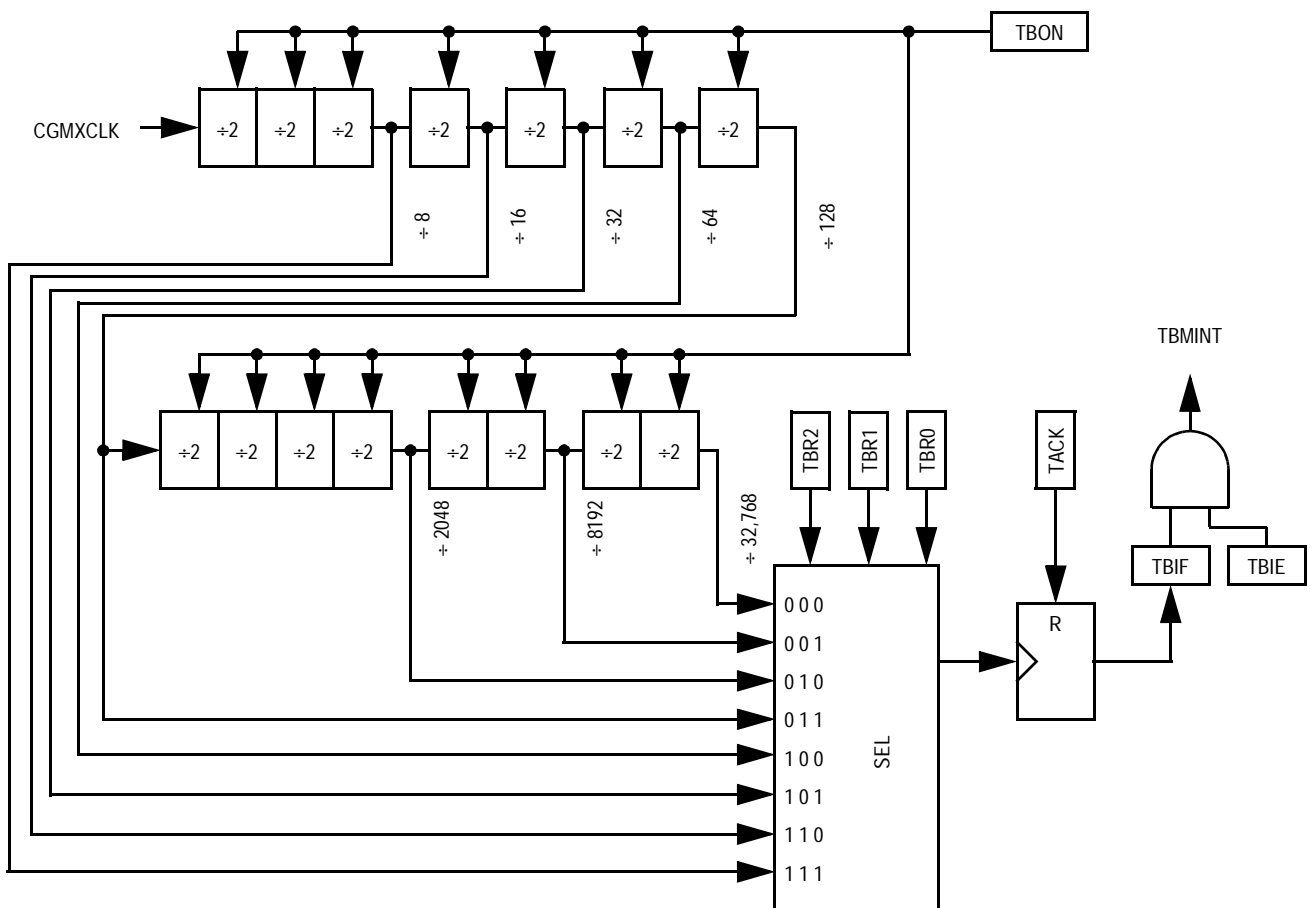 TBON
CGMXCLK
÷2 ÷2 ÷2 ÷2 ÷2 ÷2 ÷2
÷ 8
÷ 16
÷ 32
÷ 64
÷ 128
TBMINT
÷2 ÷2 ÷2 ÷2 ÷2 ÷2 ÷2 ÷2
TBR2
TBR1
TBR0
TACK
÷ 2048
÷ 8192
÷ 32,768
TBIF
TBIE
0 0 0
R
0 0 1
0 1 0
0 1 1
1 0 0
SEL
1 0 1
1 1 0
1 1 1